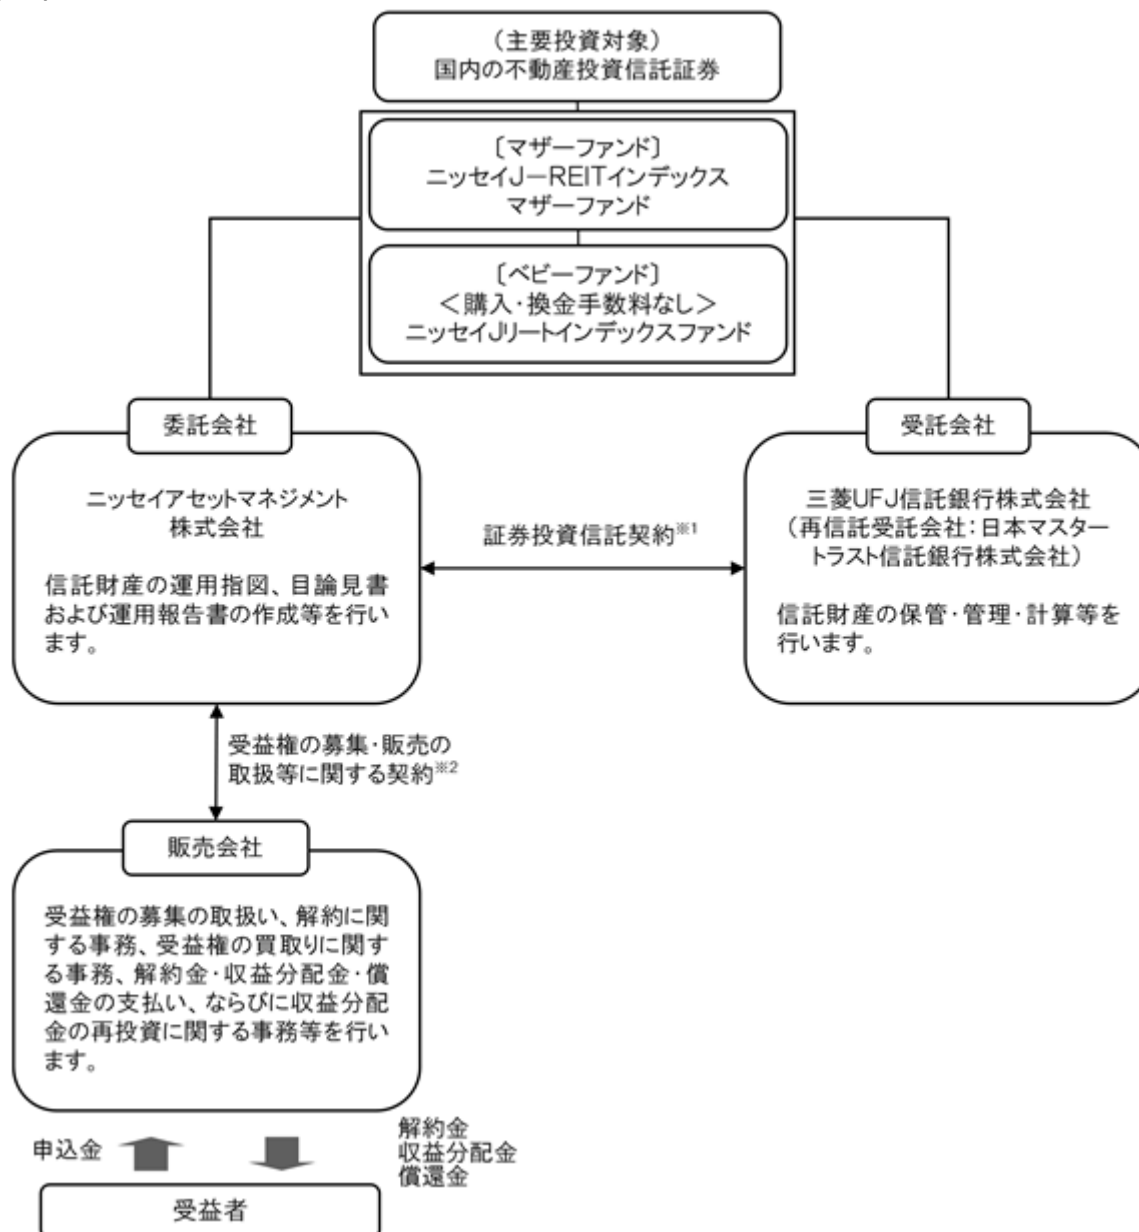 （主要投資対象）
国内の不動産投資信託証券
〔マザーファンド〕
ニッセイJ－REITインデックス
マザーファンド
〔ベビーファンド〕
＜購入・換金手数料なし＞
ニッセイJリートインデックスファンド
委託会社
ニッセイアセットマネジメント
株式会社
信託財産の運用指図、目論見書
および運用報告書の作成等を行い
ます。
証券投資信託契約※1
受託会社
三菱UFJ信託銀行株式会社
（再信託受託会社：日本マスター
トラスト信託銀行株式会社）
信託財産の保管・管理・計算等を
行います。
受益権の募集・販売の
取扱等に関する契約※2
販売会社
受益権の募集の取扱い、解約に関
する事務、受益権の買取りに関す
る事務、解約金・収益分配金・償
還金の支払い、ならびに収益分配
金の再投資に関する事務等を行い
ます。
申込金
解約金
収益分配金
償還金
受益者